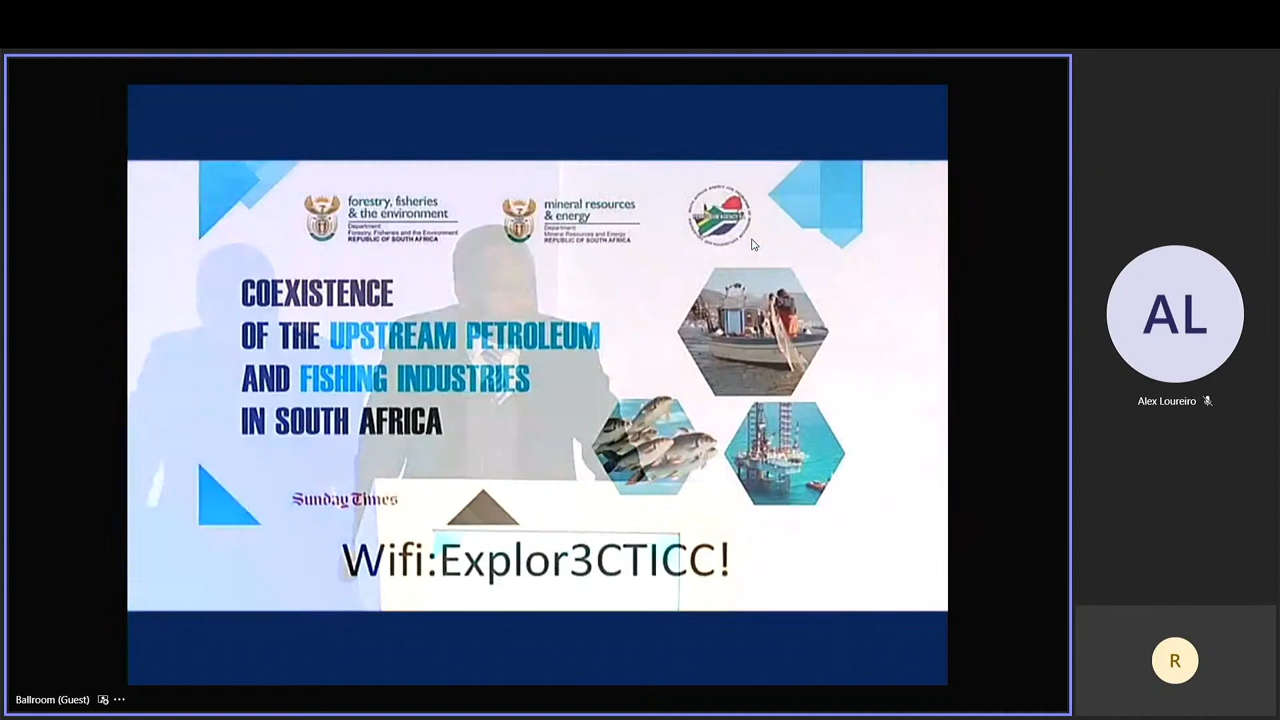 forestry, fisheries
& the environment
Department:
Forestry, Fisheries and the Environment
REPUBLIC OF SOUTH AFRICA
mineral resources
& energy
Department:
Mineral Resources and Energy
REPUBLIC OF SOUTH AFRICA
COEXISTENCE
OF THE UPSTREAM PETROLEUM
AND FISHING INDUSTRIES
IN SOUTH AFRICA
Sunday Times
Wifi:Explor3CTICC!
AL
Alex Loureiro
R
Ballroom (Guest)